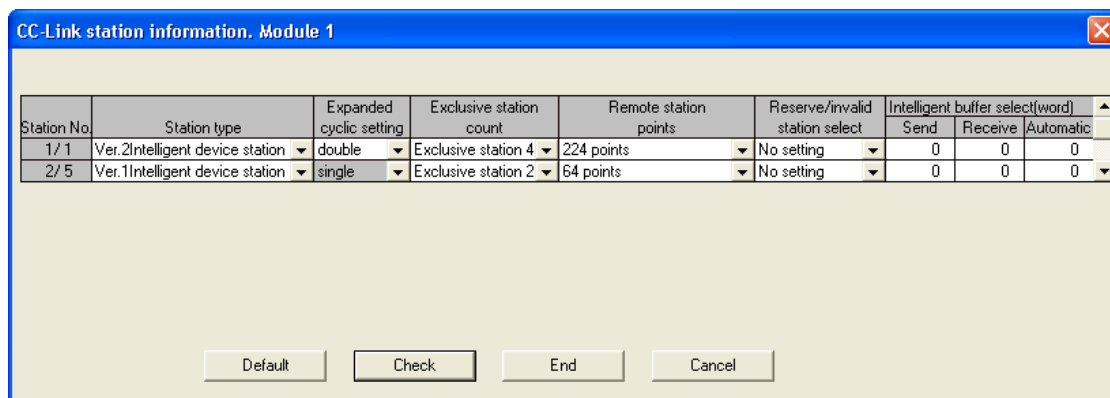 CC-Link station information. Module 1
Expanded Exclusive station Remote station Reserve/invalid Intelligent buffer select(word)
Station No. Station type cyclic setting count points station select Send Receive Automatic
1/ 1 Ver.2Intelligent device station double Exclusive station 4 224 points No setting 0 0 0
2/ 5 Ver.1Intelligent device station single Exclusive station 2 64 points No setting 0 0 0
Default Check End Cancel